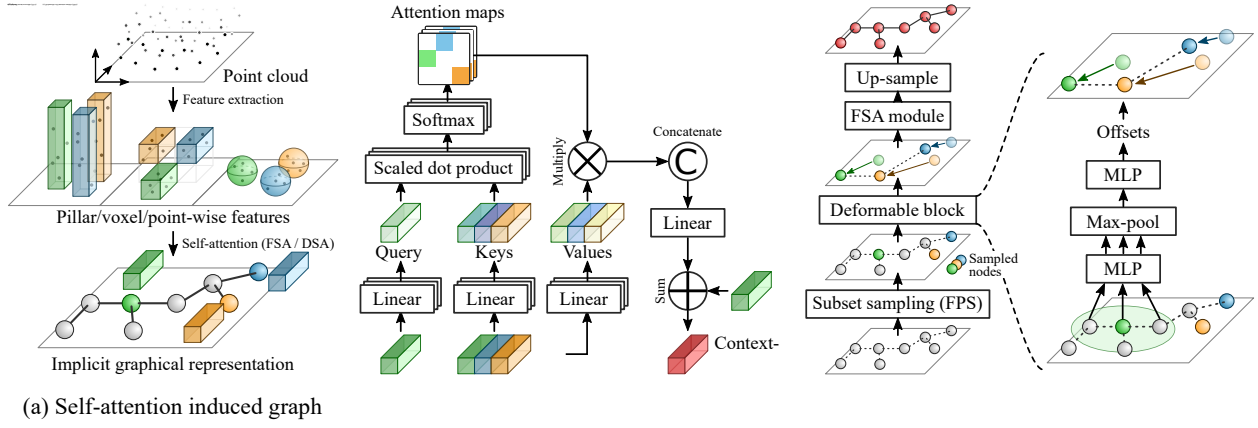 Point cloud
Feature extraction
Pillar/voxel/point-wise features
Self-attention (FSA / DSA)
Implicit graphical representation
(a) Self-attention induced graph
Attention maps
Softmax
Scaled dot product
Multiply
Concatenate
C
Linear
Query
Keys
Values
Linear
Linear
Linear
Sum
Context-
Up-sample
FSA module
Deformable block
Sampled
nodes
Subset sampling (FPS)
Offsets
MLP
Max-pool
MLP